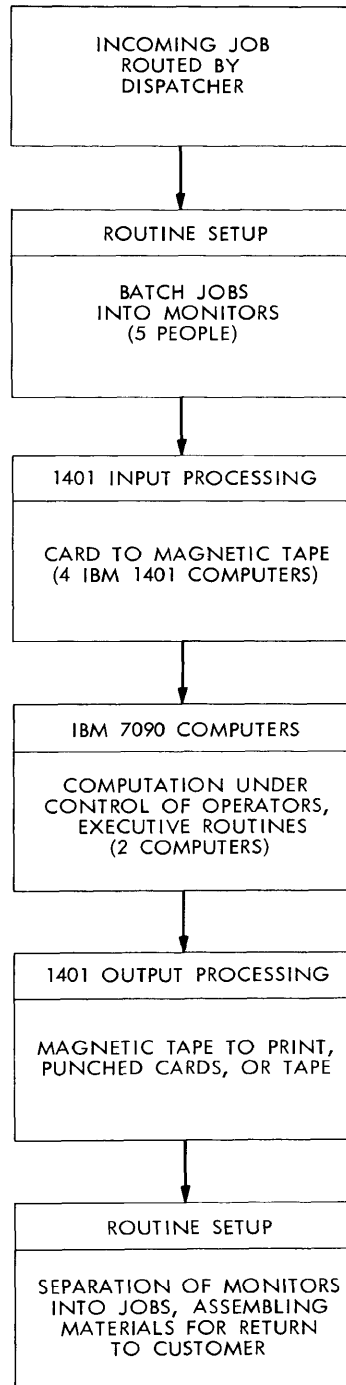 INCOMING JOB
ROUTED BY
DISPATCHER
ROUTINE SETUP
BATCH JOBS
INTO MONITORS
(5 PEOPLE)
1401 INPUT PROCESSING
CARD TO MAGNETIC TAPE
(4 IBM 1401 COMPUTERS)
IBM 7090 COMPUTERS
COMPUTATION UNDER
CONTROL OF OPERATORS,
EXECUTIVE ROUTINES
(2 COMPUTERS)
1401 OUTPUT PROCESSING
MAGNETIC TAPE TO PRINT,
PUNCHED CARDS, OR TAPE
ROUTINE SETUP
SEPARATION OF MONITORS
INTO JOBS, ASSEMBLING
MATERIALS FOR RETURN
TO CUSTOMER